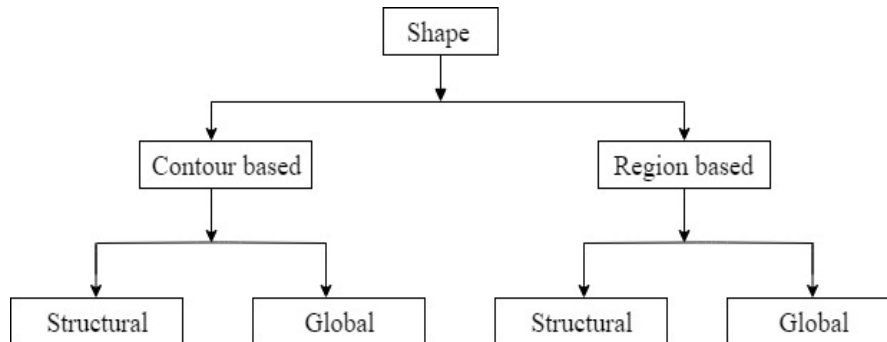 Shape
Contour based
Region based
Structural
Global
Structural
Global